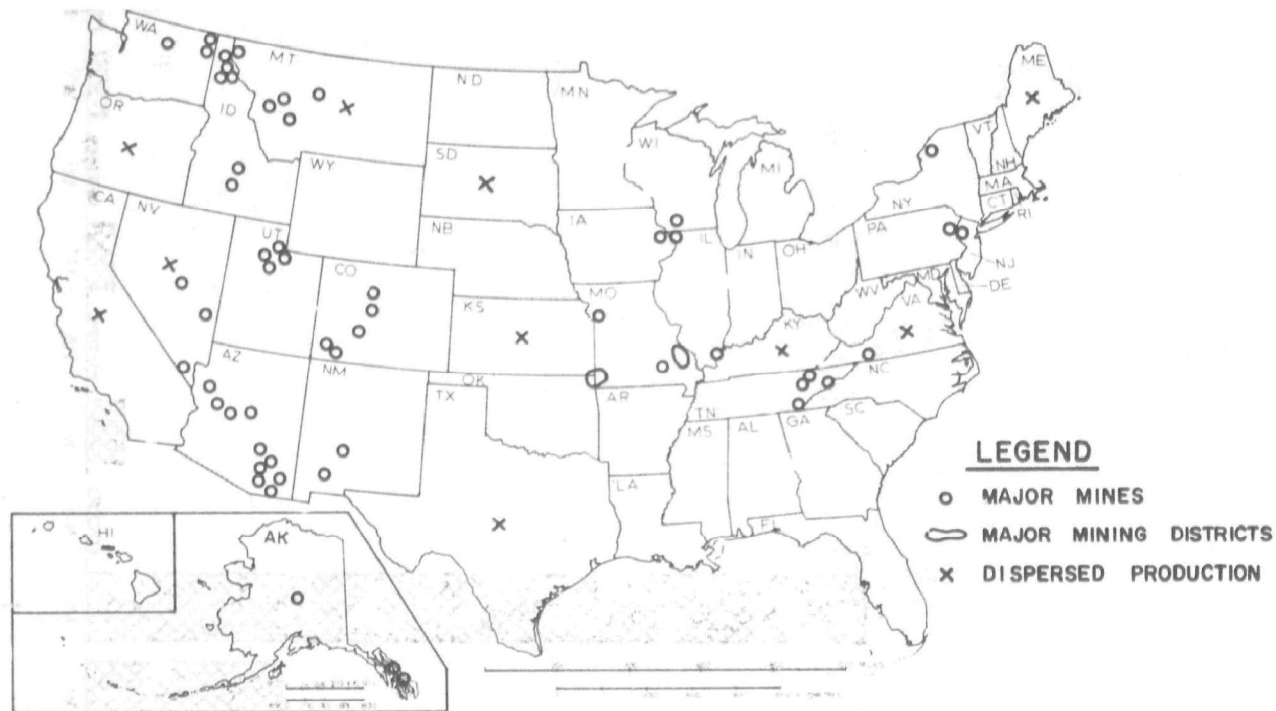 WA
MT
ND
MN
ME
OR
ID
VT
WI
SD
MI
WY
NH
MA
NY
CT
RI
CA
NV
IA
UT
NB
IL
PA
IN
OH
CO
NJ
MD
WV
DE
MO
VA
KS
KY
AZ
NM
OK
NC
TX
AR
TN
SC
MS
AL
GA
LEGEND
LA
O MAJOR MINES
FL
HI
AK
MAJOR MINING DISTRICTS
X DISPERSED PRODUCTION